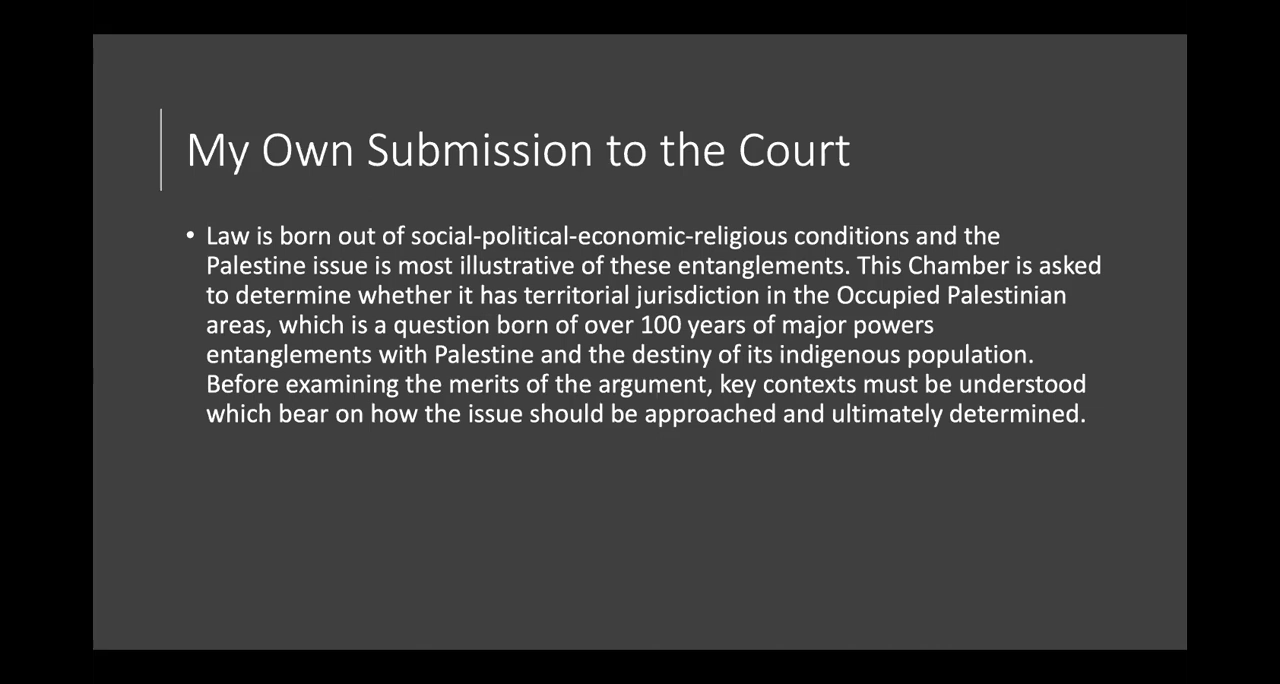 My Own Submission to the Court
• Law is born out of social-political-economic-religious conditions and the
Palestine issue is most illustrative of these entanglements. This Chamber is asked
to determine whether it has territorial jurisdiction in the Occupied Palestinian
areas, which is a question born of over 100 years of major powers
entanglements with Palestine and the destiny of its indigenous population.
Before examining the merits of the argument, key contexts must be understood
which bear on how the issue should be approached and ultimately determined.